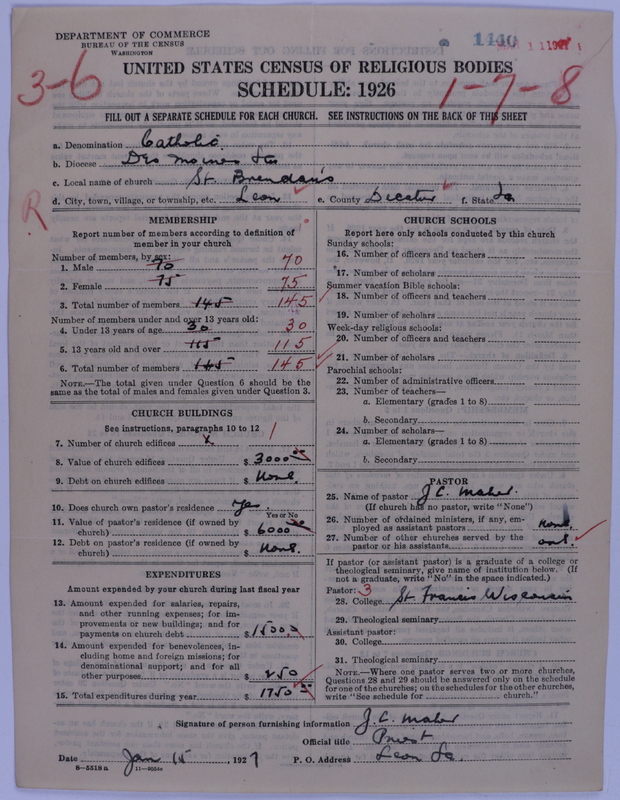 DEPARTMENT OF COMMERCE
BUREAU OF THE CENSUS
WASHINGTON
1140
3-6
UNITED STATES CENSUS OF RELIGIOUS BODIES
SCHEDULE: 1926
1-7-8
FILL OUT A SEPARATE SCHEDULE FOR EACH CHURCH. SEE INSTRUCTIONS ON THE BACK OF THIS SHEET
a. Denomination Catholic
b. Diocese Des Moines Ia
c. Local name of church St. Brendan's
d. City, town, village, or township, etc. Leon e. County Decatur f. State Ia
R
MEMBERSHIP
Report number of members according to definition of member in your church
Number of members, by sex:
1. Male 70 70
2. Female 75 75
3. Total number of members 145 145
Number of members under and over 13 years old:
4. Under 13 years of age 30 30
5. 13 years old and over 115 115
6. Total number of members 145 145
NOTE.—The total given under Question 6 should be the same as the total of males and females given under Question 3.
CHURCH BUILDINGS
See instructions, paragraphs 10 to 12
7. Number of church edifices 1
8. Value of church edifices $ 3000 00
9. Debt on church edifices $ None
10. Does church own pastor's residence Yes
Yes or No
11. Value of pastor's residence (if owned by church) $ 6000 00
12. Debt on pastor's residence (if owned by church) $ None
EXPENDITURES
Amount expended by your church during last fiscal year
13. Amount expended for salaries, repairs, and other running expenses; for improvements or new buildings; and for payments on church debt $ 1500
14. Amount expended for benevolences, including home and foreign missions; for denominational support; and for all other purposes $ 250
15. Total expenditures during year $ 1750 00
CHURCH SCHOOLS
Report here only schools conducted by this church
Sunday schools:
16. Number of officers and teachers
17. Number of scholars
Summer vacation Bible schools:
18. Number of officers and teachers
19. Number of scholars
Week-day religious schools:
20. Number of officers and teachers
21. Number of scholars
Parochial schools:
22. Number of administrative officers
23. Number of teachers—
a. Elementary (grades 1 to 8)
b. Secondary
24. Number of scholars—
a. Elementary (grades 1 to 8)
b. Secondary
PASTOR
25. Name of pastor J.C. Maher
(If church has no pastor, write "None")
26. Number of ordained ministers, if any, employed as assistant pastors None
27. Number of other churches served by the pastor or his assistants one
If pastor (or assistant pastor) is a graduate of a college or theological seminary, give name of institution below. (If not a graduate, write "No" in the space indicated.)
Pastor: 3
28. College St Francis Wisconsin
29. Theological seminary
Assistant pastor:
30. College
31. Theological seminary
NOTE.—Where one pastor serves two or more churches, Questions 28 and 29 should be answered only on the schedule for one of the churches; on the schedules for the other churches, write "See schedule for church."
Signature of person furnishing information J.C. Maher
Official title Priest
Date Jan 15, 1927 P. O. Address Leon Ia.
8—5518 a 11—9034a